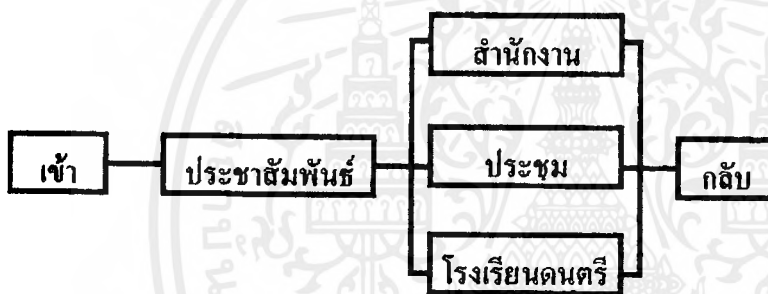 สำนักงาน
เข้า
ประชาสัมพันธ์
ประชุม
กลับ
โรงเรียนดนตรี